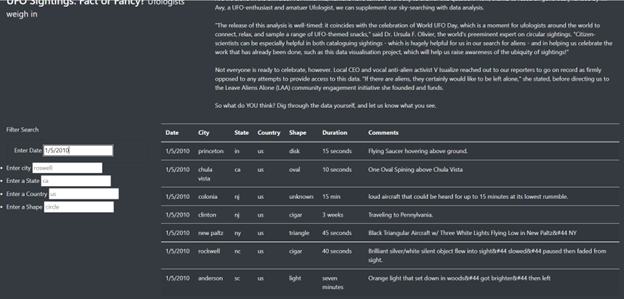 UFO Sightings: Fact or Fancy? Ufologists
weigh in
Avy, a UFO-enthusiast and amatuer Ufologist, we can supplement our sky-searching with data analysis.
"The release of this analysis is well-timed: it coincides with the celebration of World UFO Day, which is a moment for ufologists around the world to
connect, relax, and sample a range of UFO-themed snacks," said Dr. Ursula F. Olivier, the world's preeminent expert on circular sightings. "Citizen-
scientists can be especially helpful in both cataloguing sightings - which is hugely helpful for us in our search for aliens - and in helping us celebrate the
work that has already been done, such as this data visualisation project, which will help us raise awareness of the ubiquity of sightings!"
Not everyone is ready to celebrate, however. Local CEO and vocal anti-alien activist V Isualize reached out to our reporters to go on record as firmly
opposed to any attempts to provide access to this data. "If there are aliens, they certainly would like to be left alone," she stated, before directing us to
the Leave Aliens Alone (LAA) community engagement initiative she founded and funds.
So what do YOU think? Dig through the data yourself, and let us know what you see.
Filter Search
Enter Date 1/5/2010
Enter city roswell
Enter a State ca
Enter a Country us
Enter a Shape circle
Date City State Country Shape Duration Comments
1/5/2010 princeton in us disk 15 seconds Flying Saucer hovering above ground.
1/5/2010 chula vista ca us oval 10 seconds One Oval Spining above Chula Vista
1/5/2010 colonia nj us unknown 15 min loud aircraft that could be heard for up to 15 minutes at its lowest rummble.
1/5/2010 clinton nj us cigar 3 weeks Traveling to Pennylvania.
1/5/2010 new paltz ny us triangle 45 seconds Black Triangular Aircraft w/ Three White Lights Flying Low in New Paltz&#44 NY
1/5/2010 rockwell nc us cigar 40 seconds Brilliant silver/white silent object flew into sight&#44 slowed&#44 paused then faded from
sight.
1/5/2010 anderson sc us light seven minutes Orange light that set down in woods&#44 got brighter&#44 then left